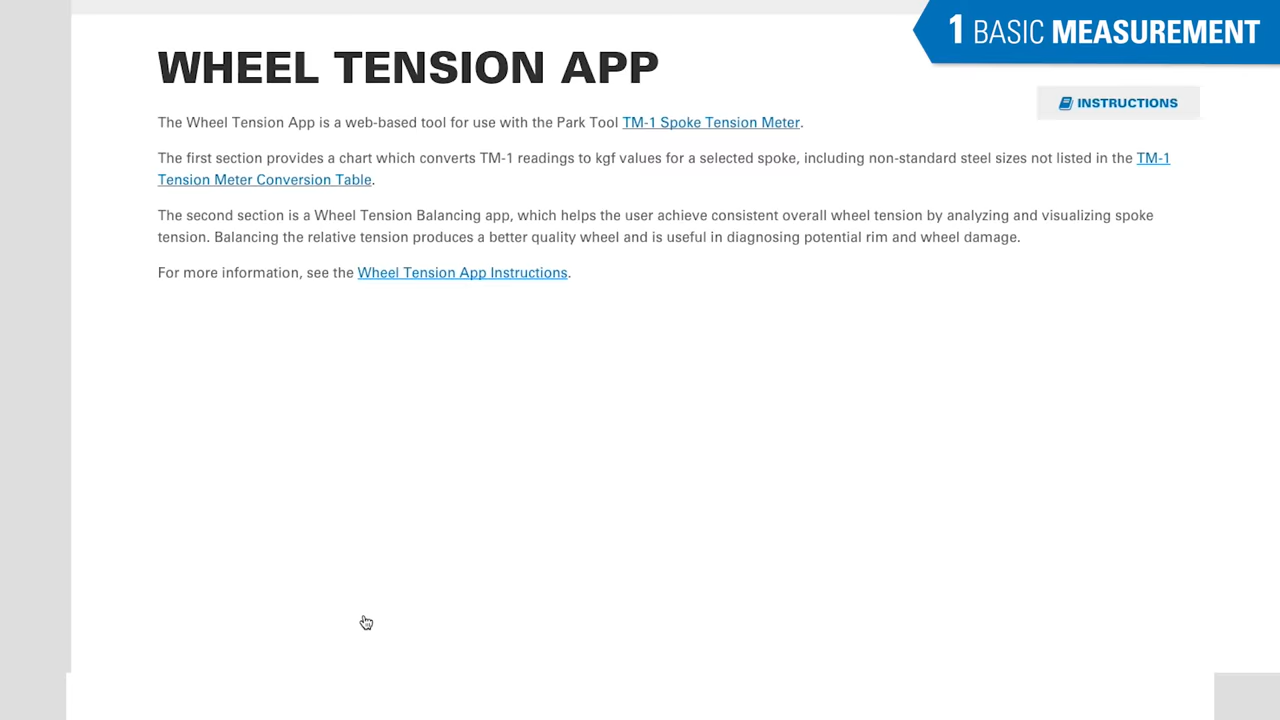 1 BASIC MEASUREMENT
WHEEL TENSION APP
INSTRUCTIONS
The Wheel Tension App is a web-based tool for use with the Park Tool TM-1 Spoke Tension Meter.
The first section provides a chart which converts TM-1 readings to kgf values for a selected spoke, including non-standard steel sizes not listed in the TM-1
Tension Meter Conversion Table.
The second section is a Wheel Tension Balancing app, which helps the user achieve consistent overall wheel tension by analyzing and visualizing spoke
tension. Balancing the relative tension produces a better quality wheel and is useful in diagnosing potential rim and wheel damage.
For more information, see the Wheel Tension App Instructions.